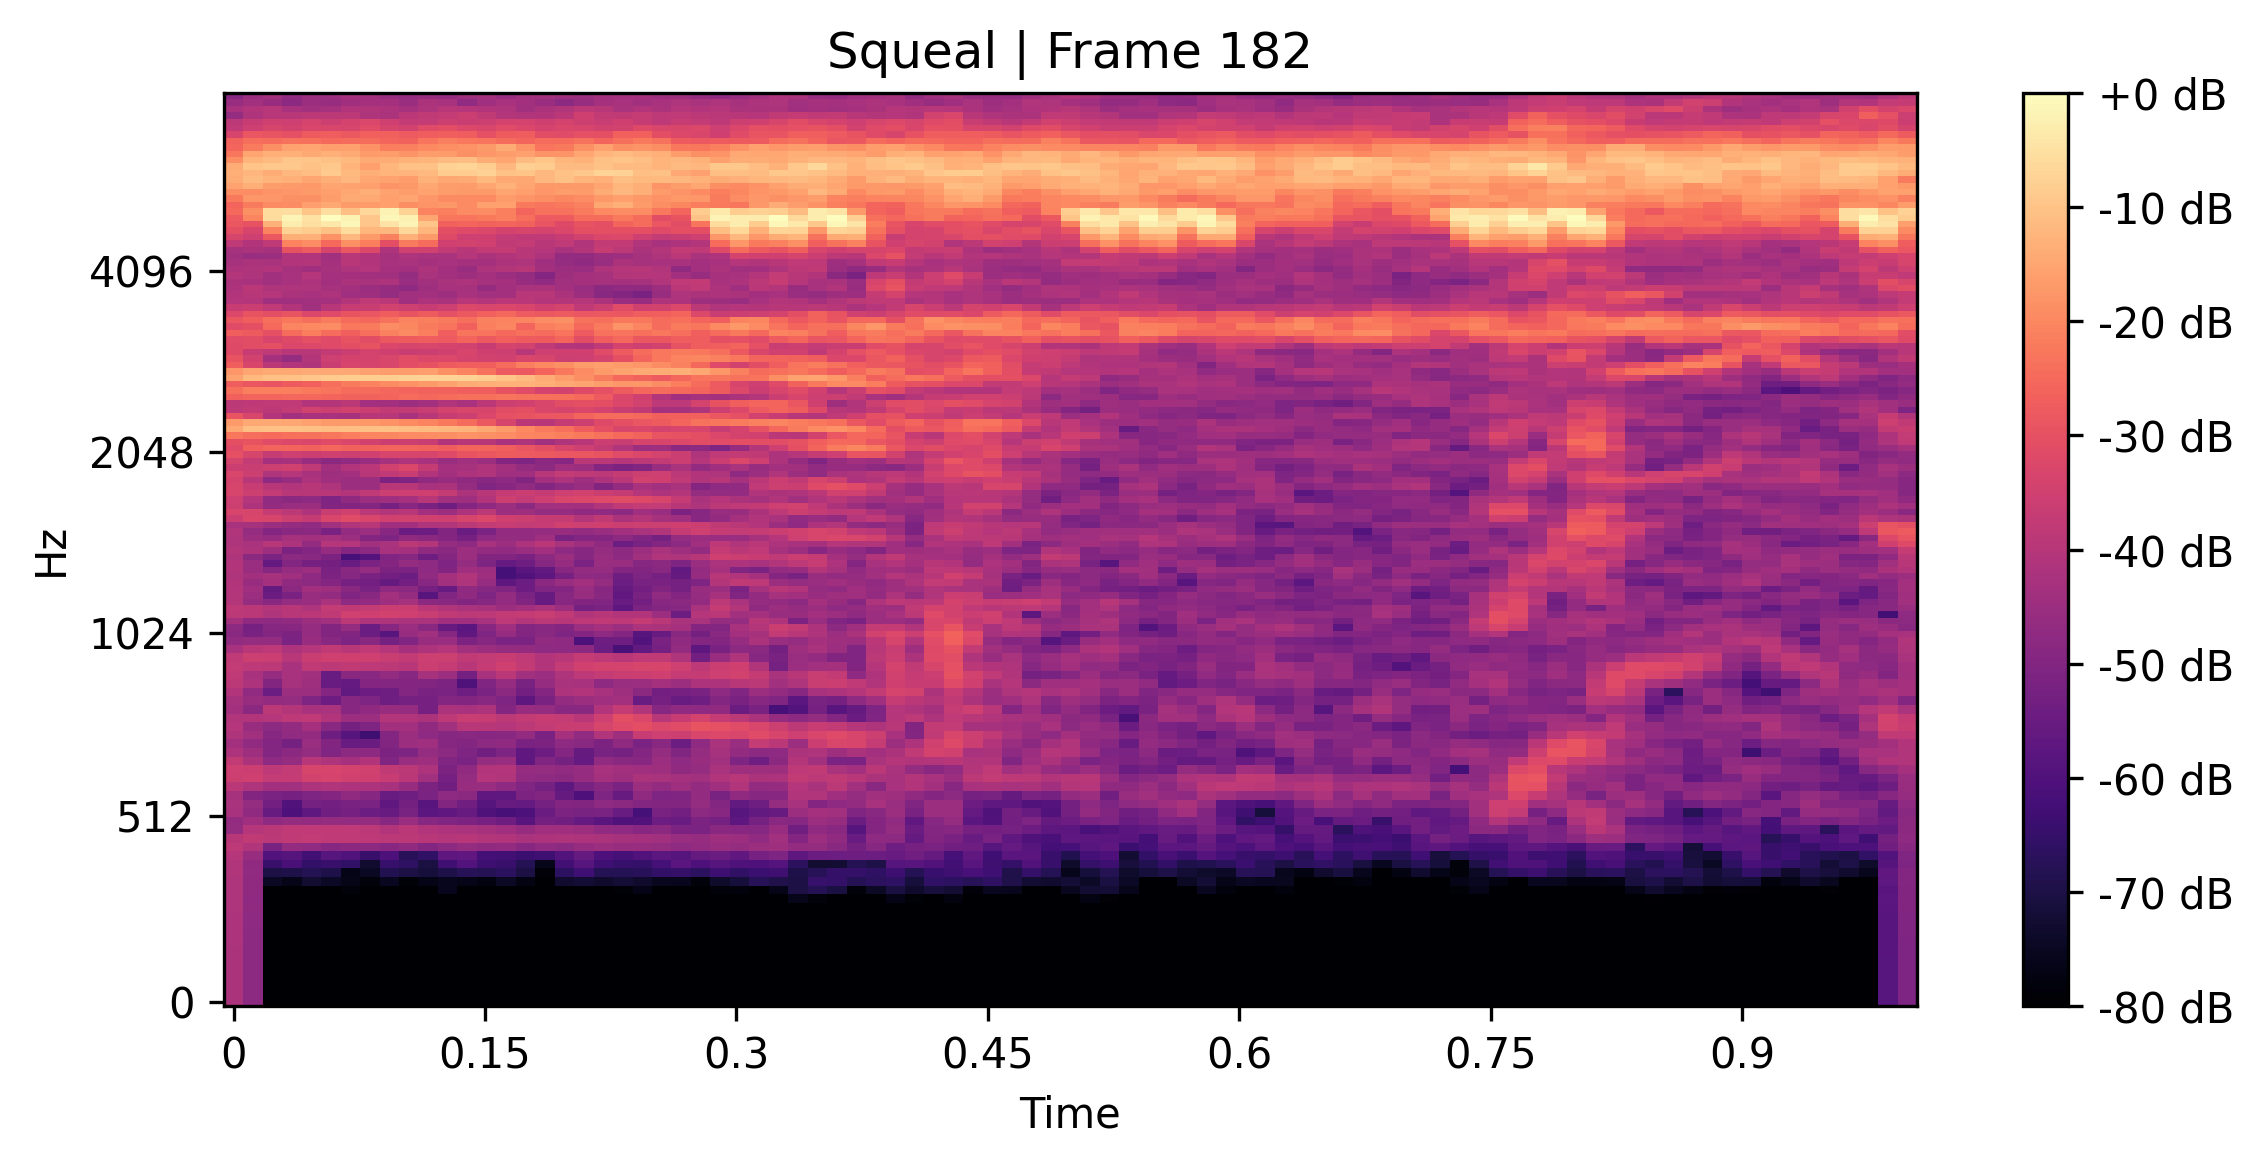 Squeal | Frame 182
+0 dB
-10 dB
-20 dB
-30 dB
-40 dB
-50 dB
-60 dB
-70 dB
-80 dB
Hz
4096
2048
1024
512
0
0 0.15 0.3 0.45 0.6 0.75 0.9
Time